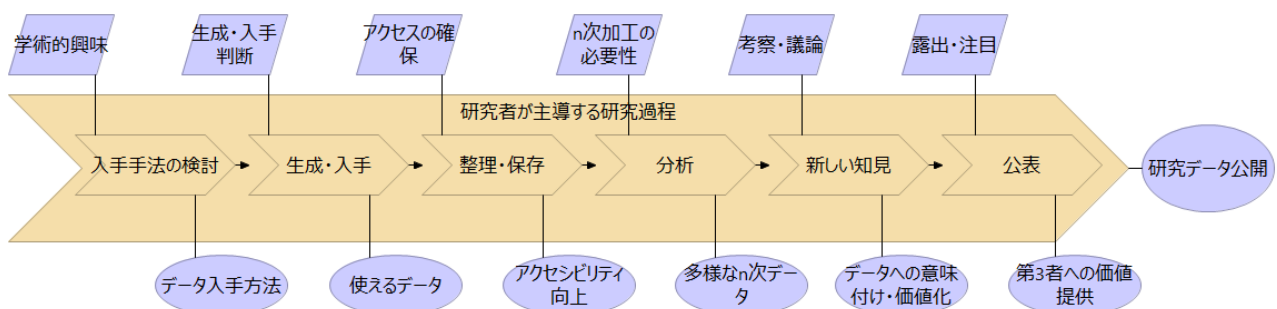 学術的興味
生成・入手
判断
アクセスの確
保
n次加工の
必要性
考察・議論
露出・注目
研究者が主導する研究過程
入手手法の検討
生成・入手
整理・保存
分析
新しい知見
公表
研究データ公開
データ入手方法
使えるデータ
アクセシビリティ
向上
多様なn次デー
タ
データへの意味
付け・価値化
第3者への価値
提供